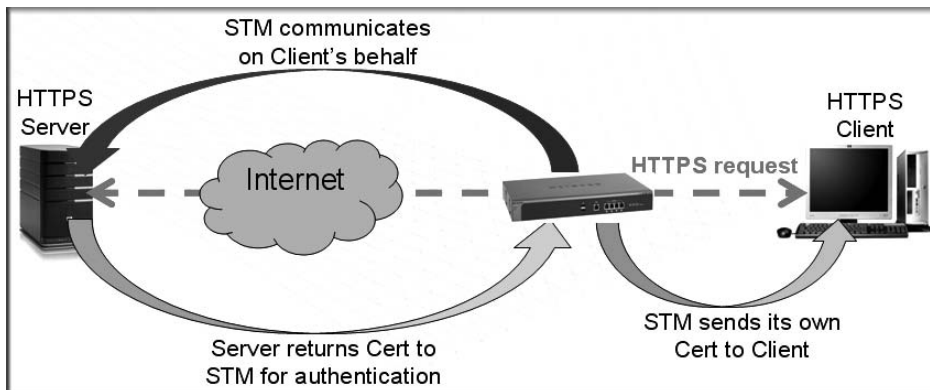 STM communicates
on Client's behalf
HTTPS
Server
HTTPS
Client
Internet
HTTPS request
NETGEAR
Server returns Cert to
STM for authentication
STM sends its own
Cert to Client